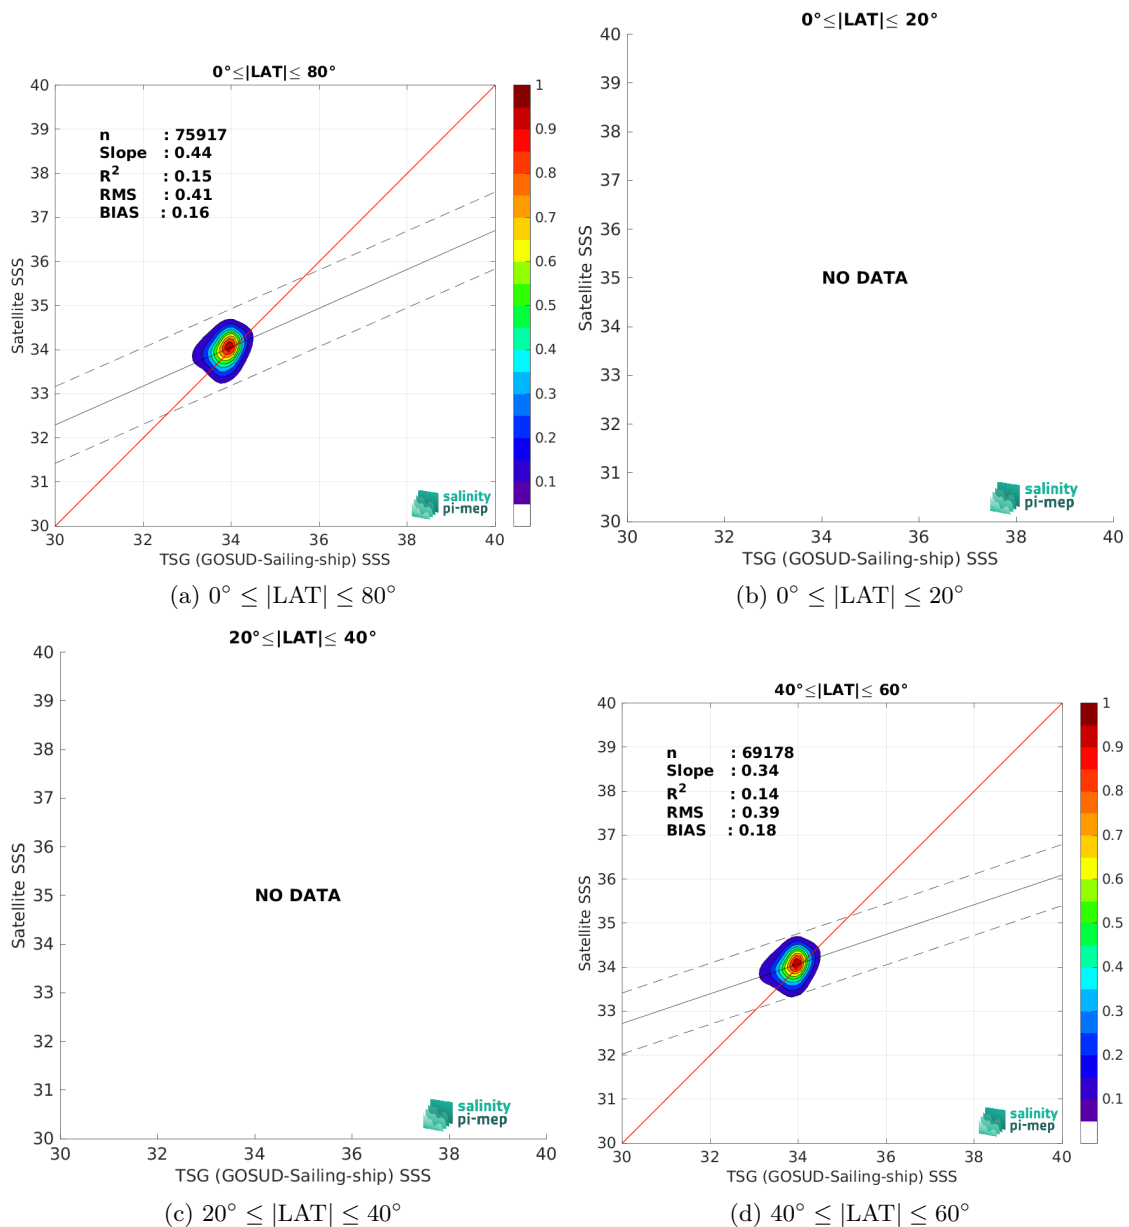 0°≤|LAT|≤ 80°
40
39
38
37
36
35
34
33
32
31
30
Satellite SSS
n : 75917
Slope : 0.44
R² : 0.15
RMS : 0.41
BIAS : 0.16
1
0.9
0.8
0.7
0.6
0.5
0.4
0.3
0.2
0.1
salinity
pi-mep
30 32 34 36 38 40
TSG (GOSUD-Sailing-ship) SSS
(a) 0° ≤ |LAT| ≤ 80°
0°≤|LAT|≤ 20°
40
39
38
37
36
35
34
33
32
31
30
Satellite SSS
NO DATA
salinity
pi-mep
30 32 34 36 38 40
TSG (GOSUD-Sailing-ship) SSS
(b) 0° ≤ |LAT| ≤ 20°
20°≤|LAT|≤ 40°
40
39
38
37
36
35
34
33
32
31
30
Satellite SSS
NO DATA
salinity
pi-mep
30 32 34 36 38 40
TSG (GOSUD-Sailing-ship) SSS
(c) 20° ≤ |LAT| ≤ 40°
40°≤|LAT|≤ 60°
40
39
38
37
36
35
34
33
32
31
30
Satellite SSS
n : 69178
Slope : 0.34
R² : 0.14
RMS : 0.39
BIAS : 0.18
1
0.9
0.8
0.7
0.6
0.5
0.4
0.3
0.2
0.1
salinity
pi-mep
30 32 34 36 38 40
TSG (GOSUD-Sailing-ship) SSS
(d) 40° ≤ |LAT| ≤ 60°